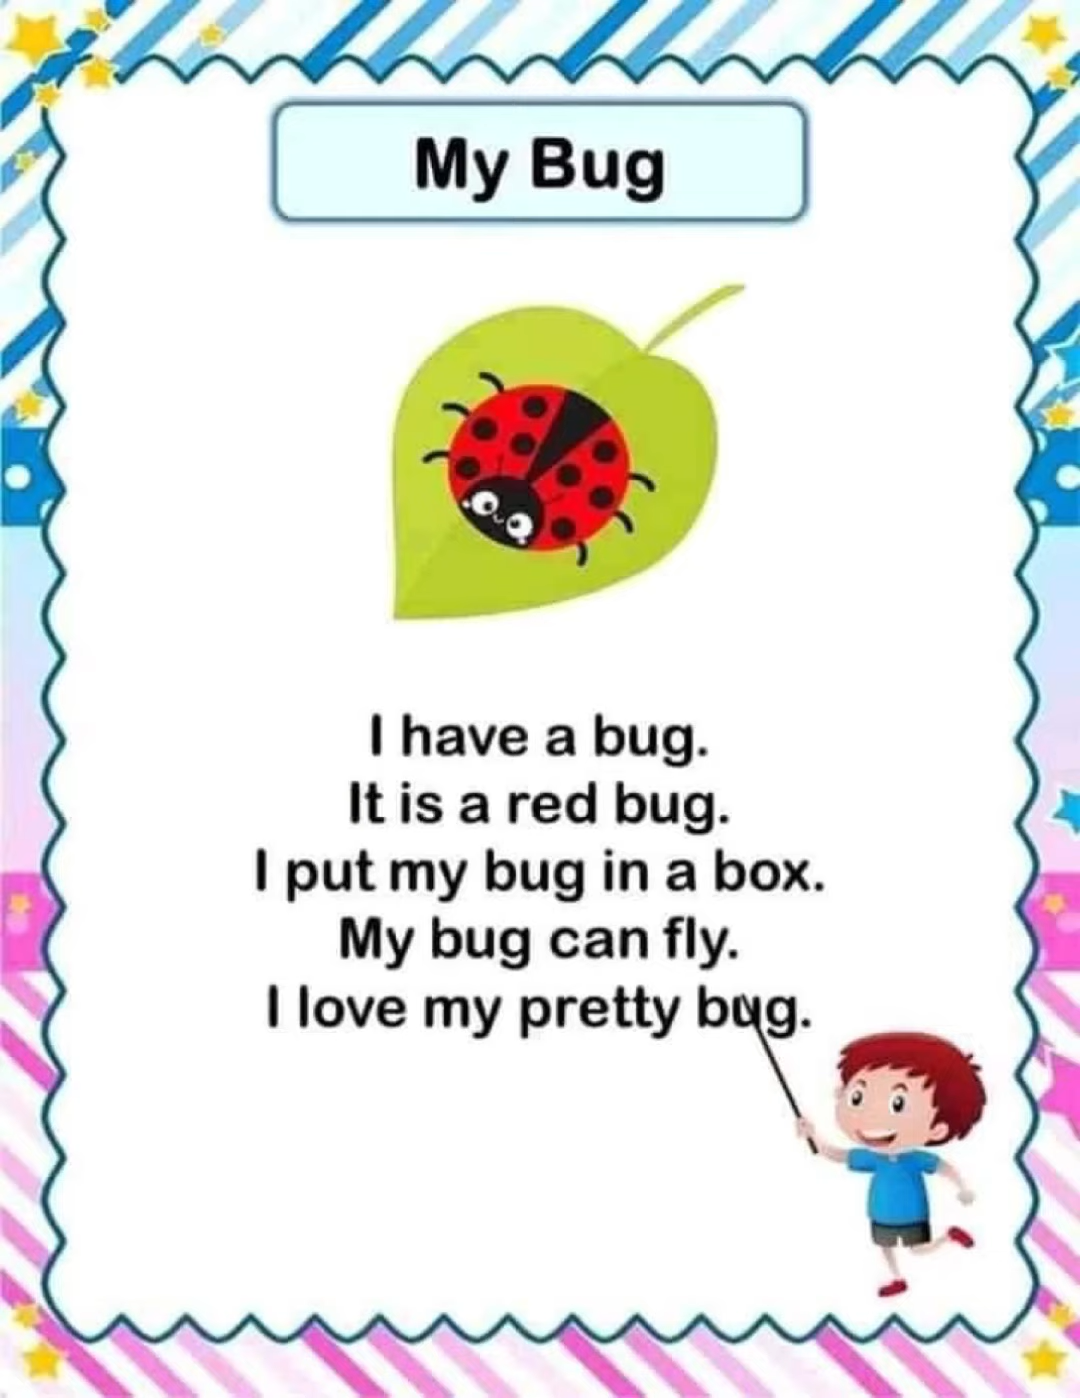 My Bug
I have a bug.
It is a red bug.
I put my bug in a box.
My bug can fly.
I love my pretty bug.